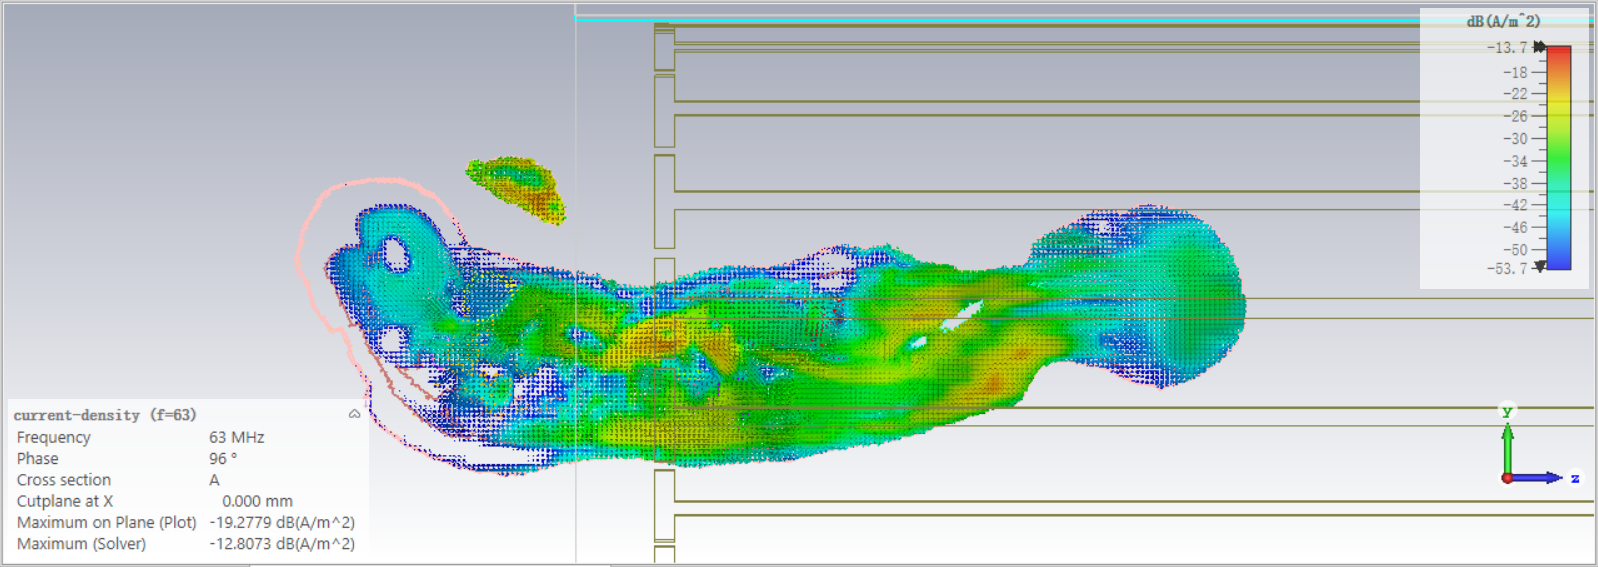 dB(A/m^2)
-13.7
-18
-22
-26
-30
-34
-38
-42
-46
-50
-53.7
current-density (f=63)
Frequency 63 MHz
Phase 96 °
Cross section A
Cutplane at X 0.000 mm
Maximum on Plane (Plot) -19.2779 dB(A/m^2)
Maximum (Solver) -12.8073 dB(A/m^2)
y
z